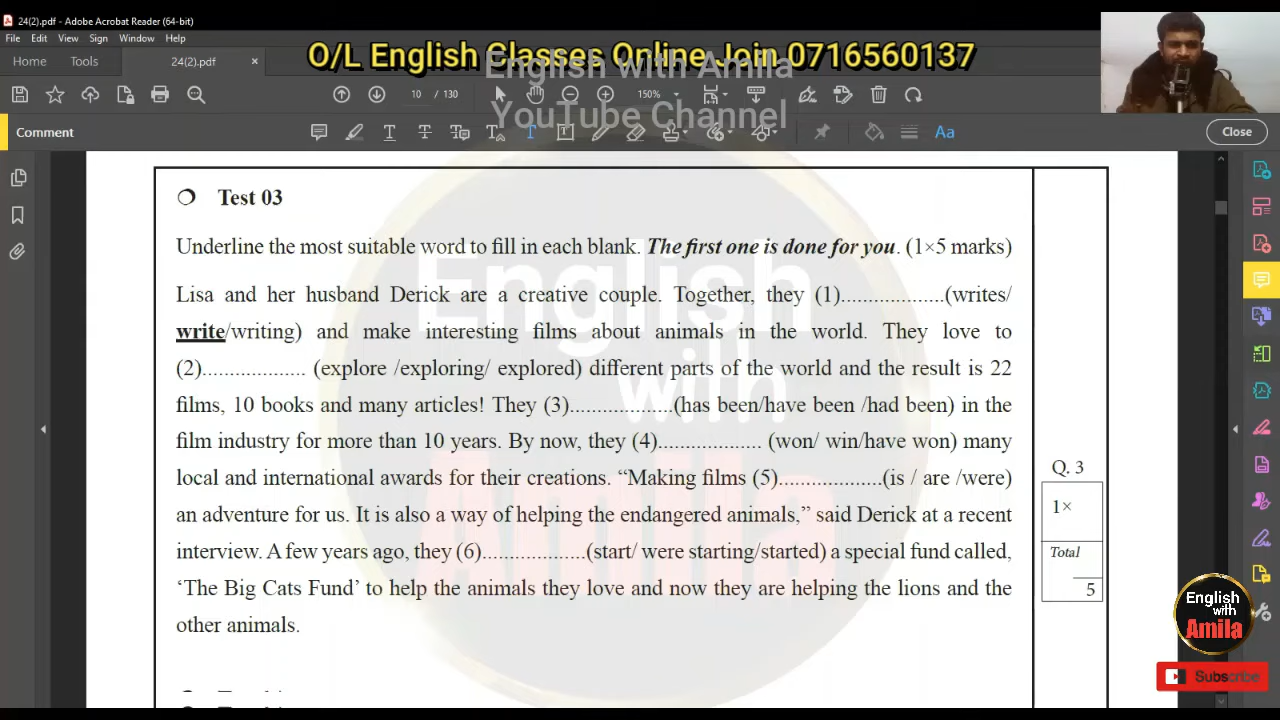 24(2).pdf - Adobe Acrobat Reader (64-bit)
File Edit View Sign Window Help
O/L English Classes Online Join 0716560137
English with Amila
YouTube Channel
Home Tools 24(2).pdf ×
10 / 130 150%
Comment
Close
Test 03
Underline the most suitable word to fill in each blank. The first one is done for you. (1×5 marks)
Lisa and her husband Derick are a creative couple. Together, they (1)...................(writes/
write/writing) and make interesting films about animals in the world. They love to
(2)................... (explore /exploring/ explored) different parts of the world and the result is 22
films, 10 books and many articles! They (3)...................(has been/have been /had been) in the
film industry for more than 10 years. By now, they (4)................... (won/ win/have won) many
local and international awards for their creations. “Making films (5)...................(is / are /were)
an adventure for us. It is also a way of helping the endangered animals,” said Derick at a recent
interview. A few years ago, they (6)...................(start/ were starting/started) a special fund called,
‘The Big Cats Fund’ to help the animals they love and now they are helping the lions and the
other animals.
Q. 3
1×
Total
5
English
with
Amila
English
with
Amila
Subscribe